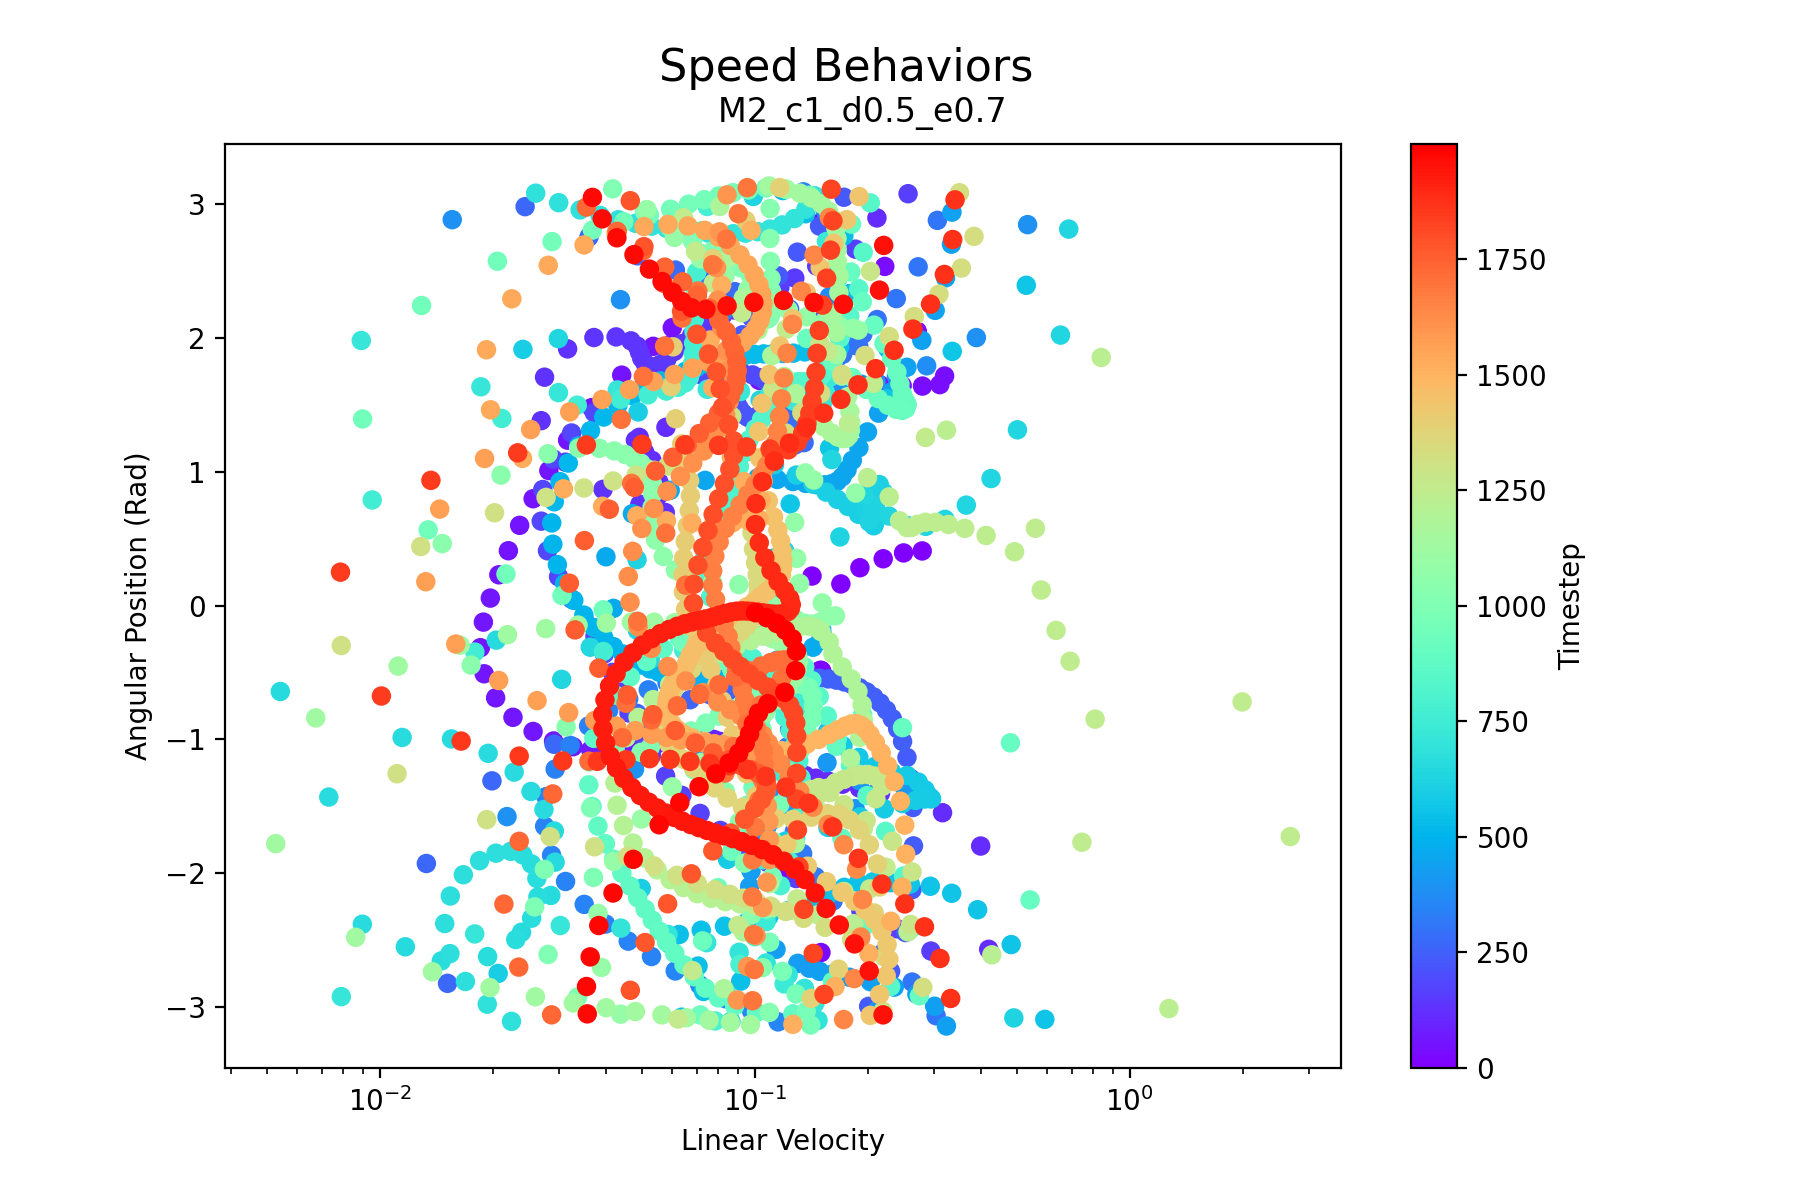 Speed Behaviors
M2_c1_d0.5_e0.7
Angular Position (Rad)
3
2
1
0
−1
−2
−3
10⁻² 10⁻¹ 10⁰
Linear Velocity
1750
1500
1250
1000
750
500
250
0
Timestep